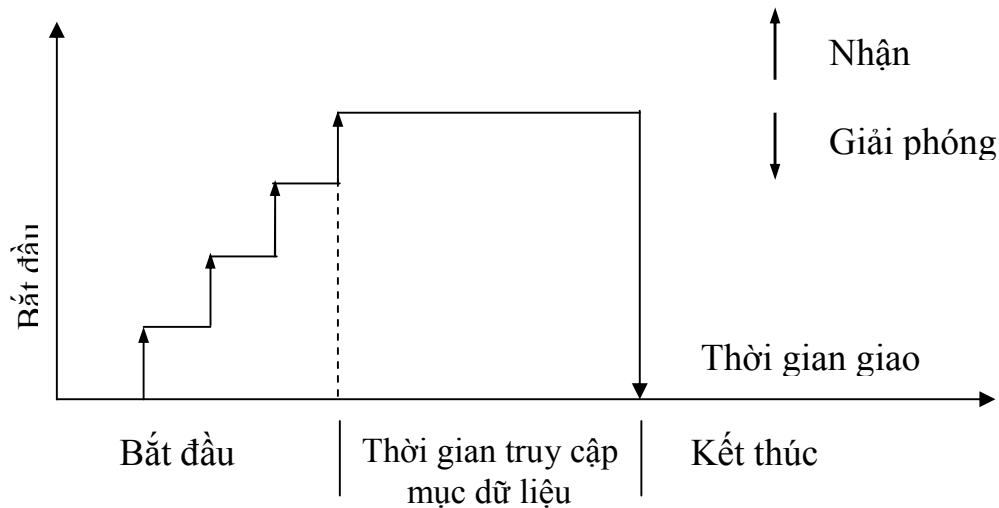 Nhận
Giải phóng
Bắt đầu
Thời gian giao
Bắt đầu
Thời gian truy cập
mục dữ liệu
Kết thúc